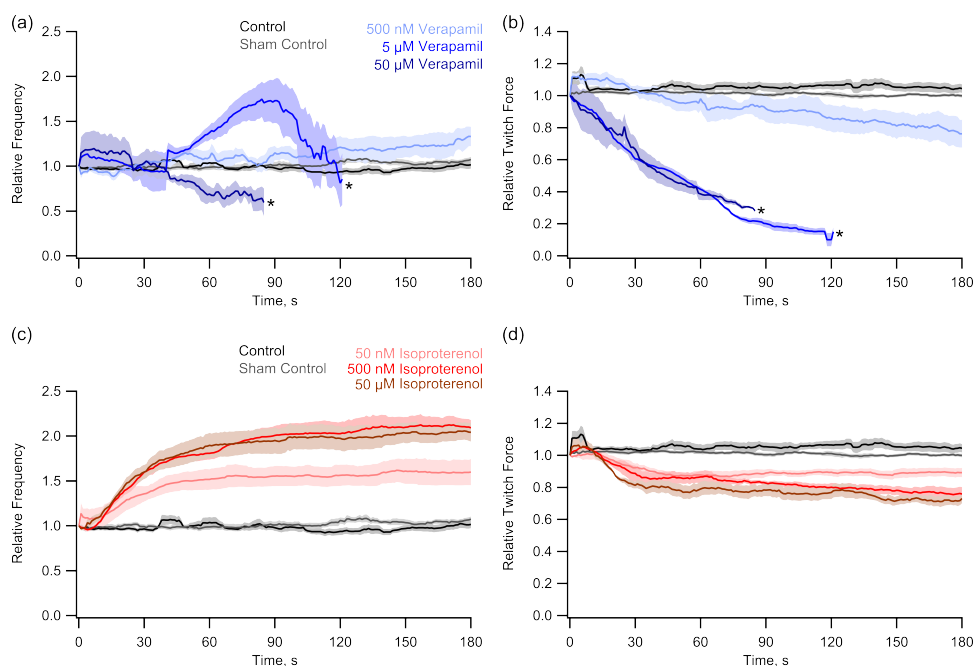 (a)
Control
Sham Control
500 nM Verapamil
5 µM Verapamil
50 µM Verapamil
2.5
2.0
1.5
1.0
0.5
0.0
Relative Frequency
*
*
0 30 60 90 120 150 180
Time, s
(b)
1.4
1.2
1.0
0.8
0.6
0.4
0.2
0.0
Relative Twitch Force
*
*
0 30 60 90 120 150 180
Time, s
(c)
Control
Sham Control
50 nM Isoproterenol
500 nM Isoproterenol
50 µM Isoproterenol
2.5
2.0
1.5
1.0
0.5
0.0
Relative Frequency
0 30 60 90 120 150 180
Time, s
(d)
1.4
1.2
1.0
0.8
0.6
0.4
0.2
0.0
Relative Twitch Force
0 30 60 90 120 150 180
Time, s